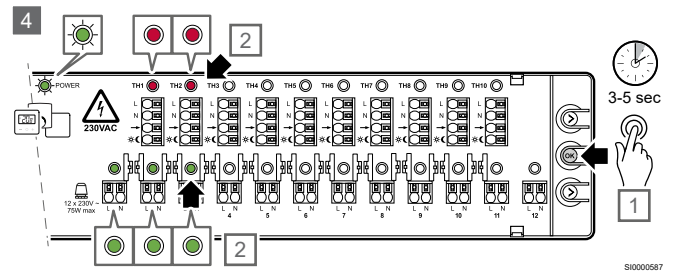 4
2
3-5 sec
POWER
TH1 TH2 TH3 TH4 TH5 TH6 TH7 TH8 TH9 TH10
L
N
230VAC
OK
1
12 x 230V ~
75W max
L N L N L N L N L N L N L N L N L N L N L N
4 5 6 7 8 9 10 11 12
2
SI0000587